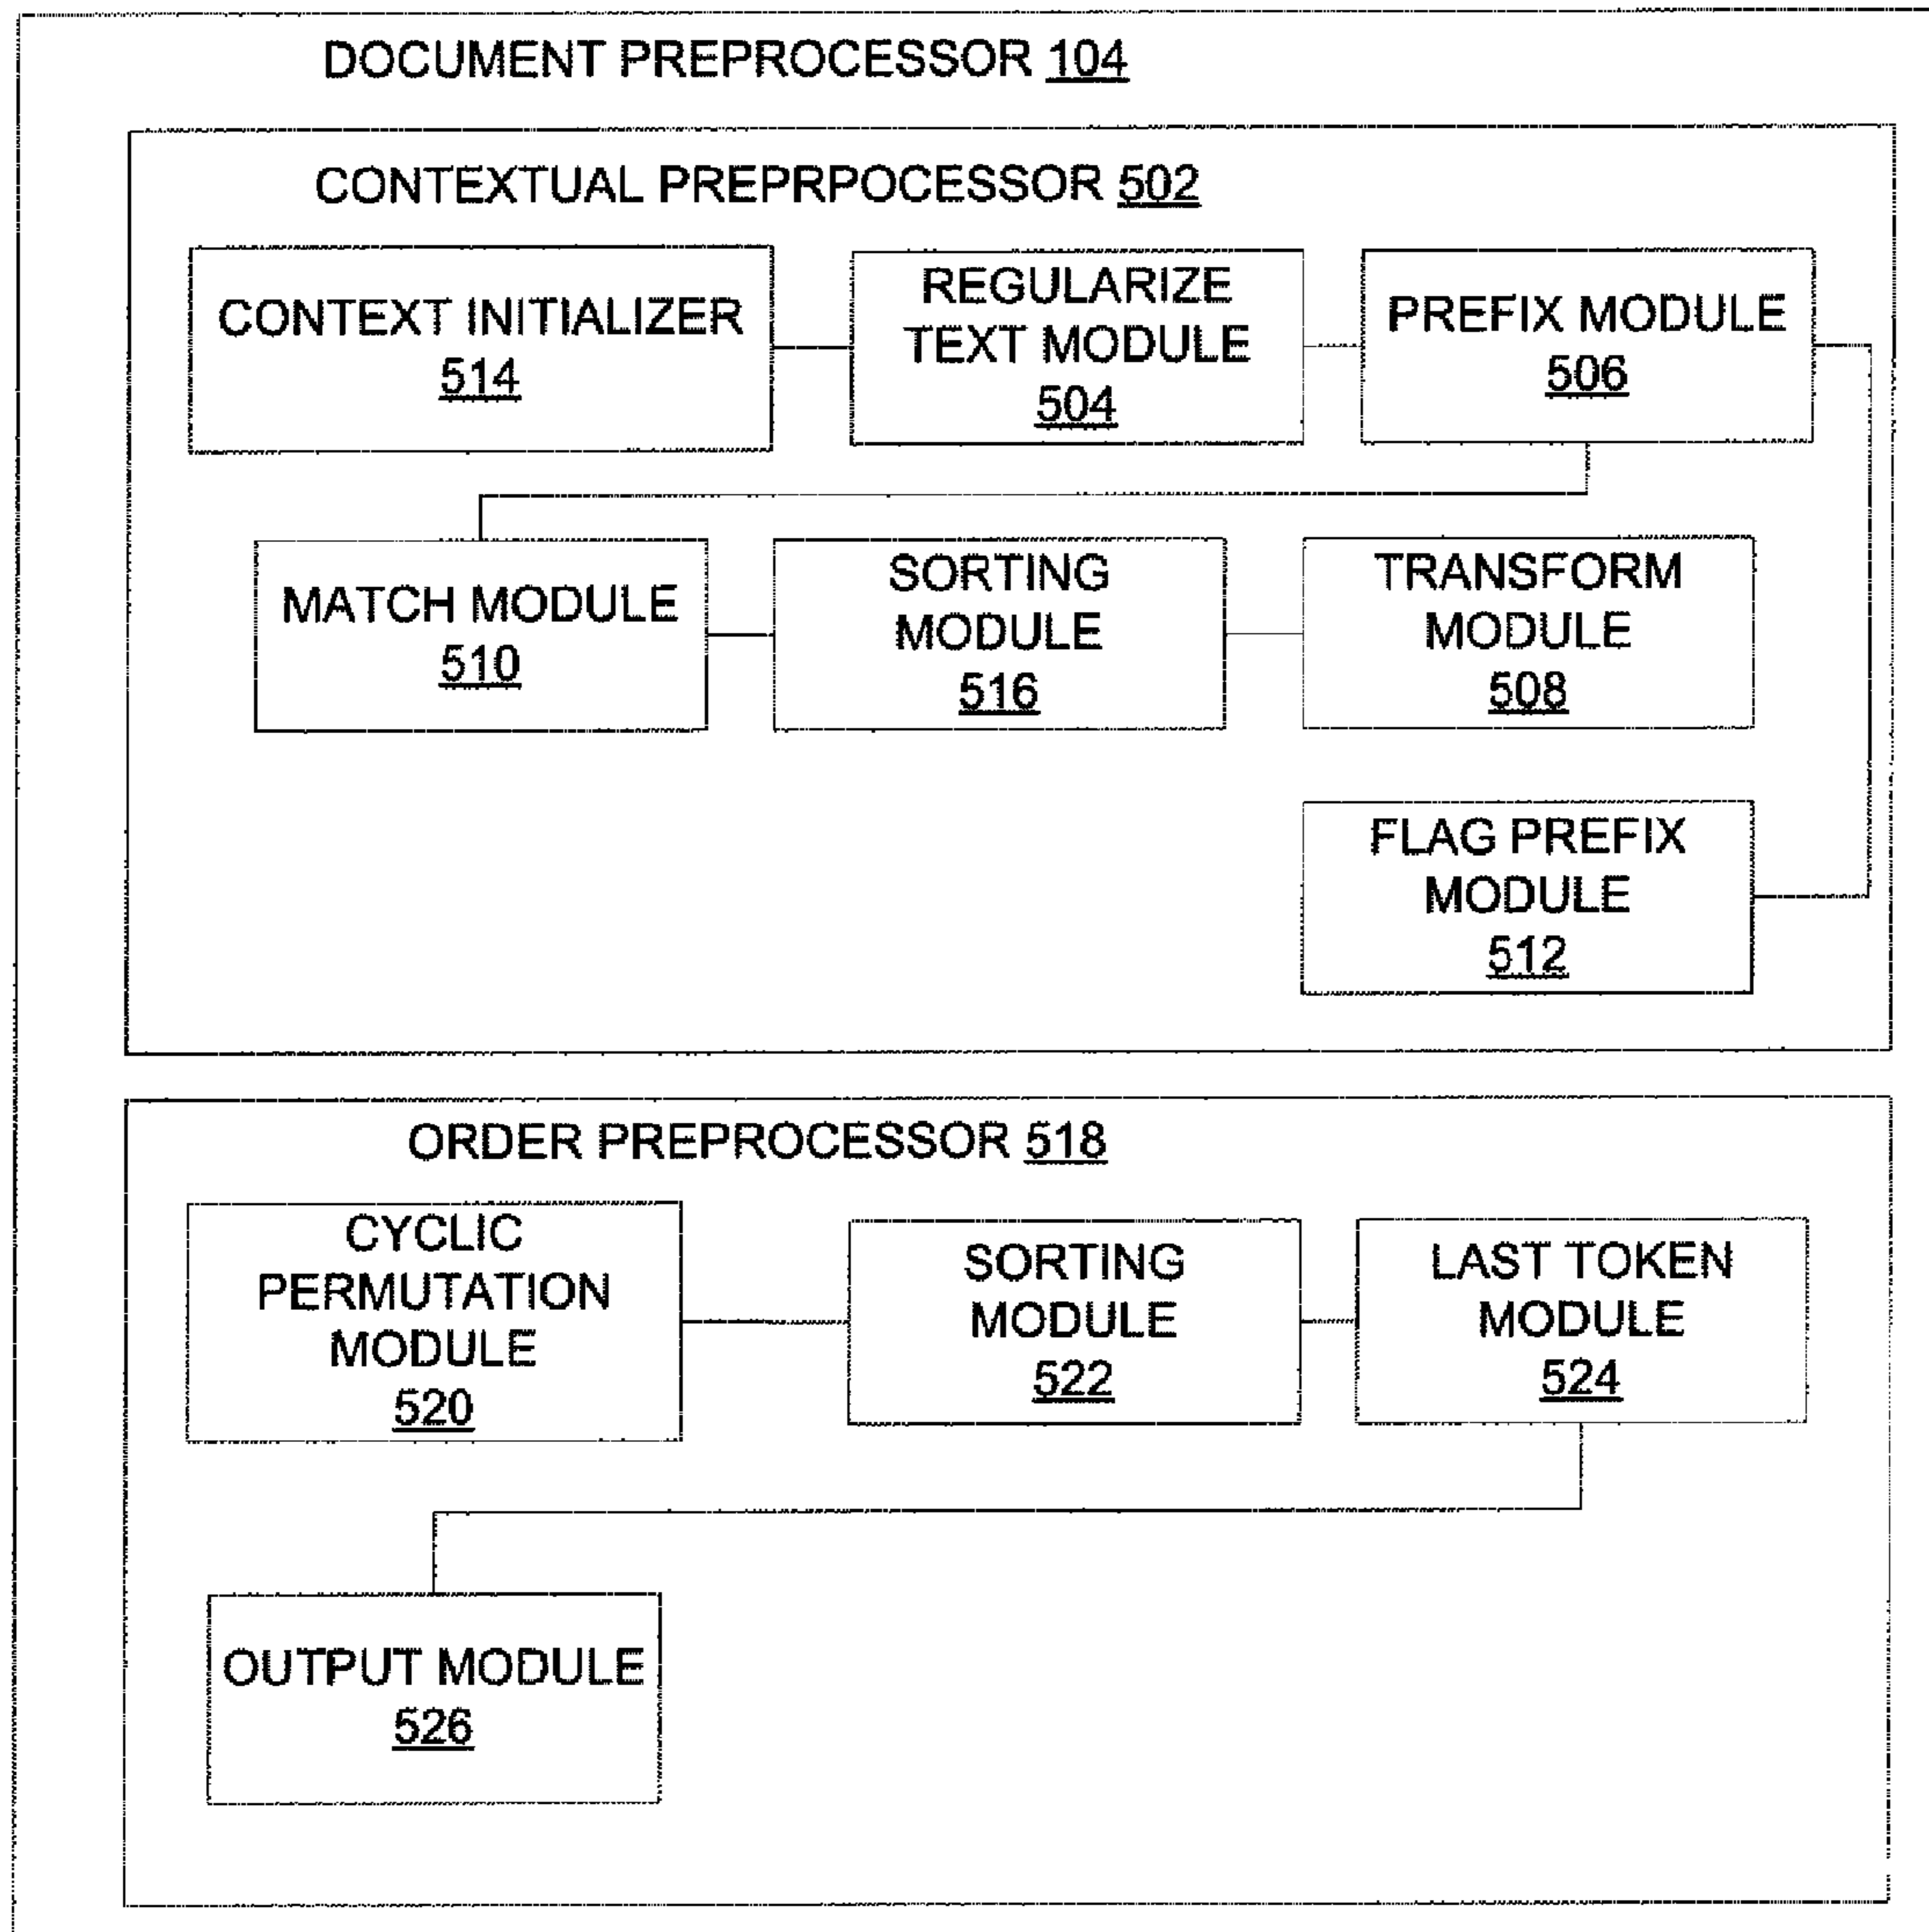 DOCUMENT PREPROCESSOR 104
CONTEXTUAL PREPRPOCESSOR 502
CONTEXT INITIALIZER
514
REGULARIZE
TEXT MODULE
504
PREFIX MODULE
506
MATCH MODULE
510
SORTING
MODULE
516
TRANSFORM
MODULE
508
FLAG PREFIX
MODULE
512
ORDER PREPROCESSOR 518
CYCLIC
PERMUTATION
MODULE
520
SORTING
MODULE
522
LAST TOKEN
MODULE
524
OUTPUT MODULE
526